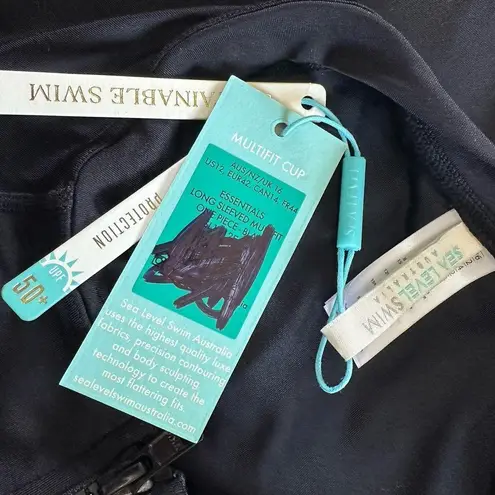 AINABLE SWIM
MULTIFIT CUP
AUS/NZ/UK 16
US12, EUR42, CAN14, FR44
ESSENTIALS
LONG SLEEVED
ONE PIECE-
Sea Level Swim Australia
uses the highest quality luxe
fabrics, precision contouring
and body sculpting
technology to create the
most flattering fits.
sealevelswimaustralia.com
PROTECTION
UPF
50+
SEA LEVEL SWIM
AUSTRALIA